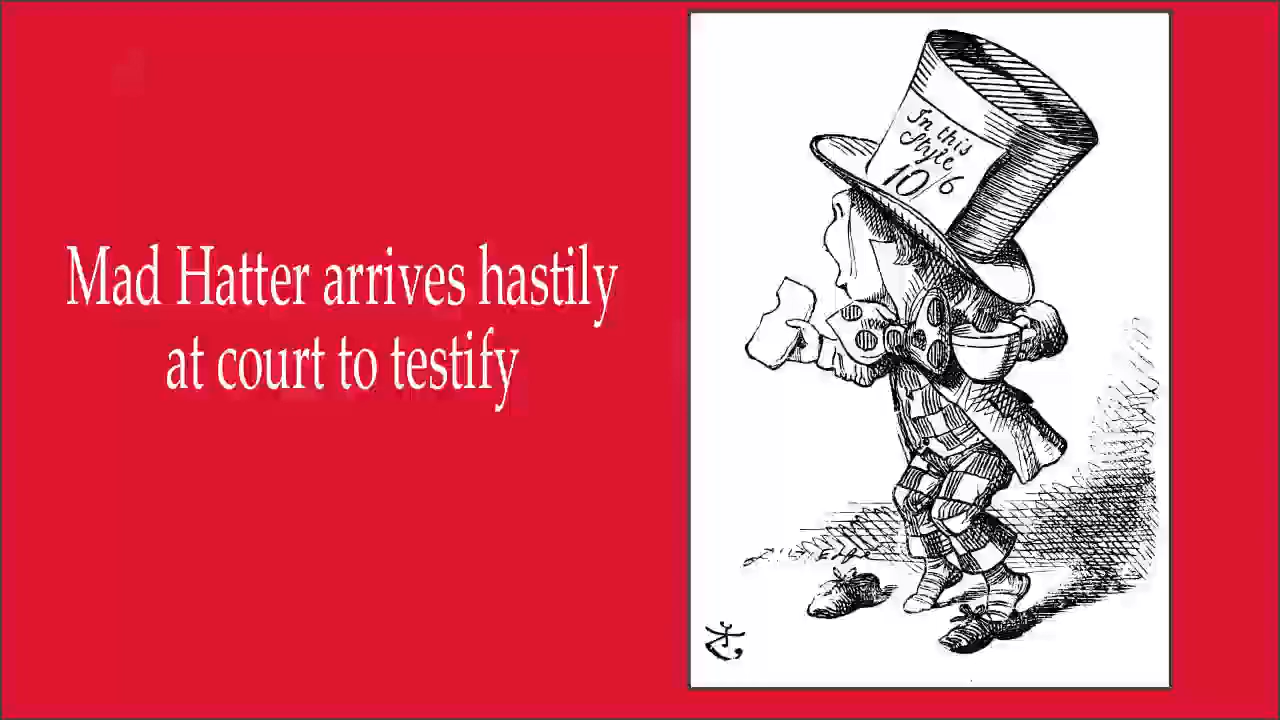 Mad Hatter arrives hastily
at court to testify
In this
Style
10/6